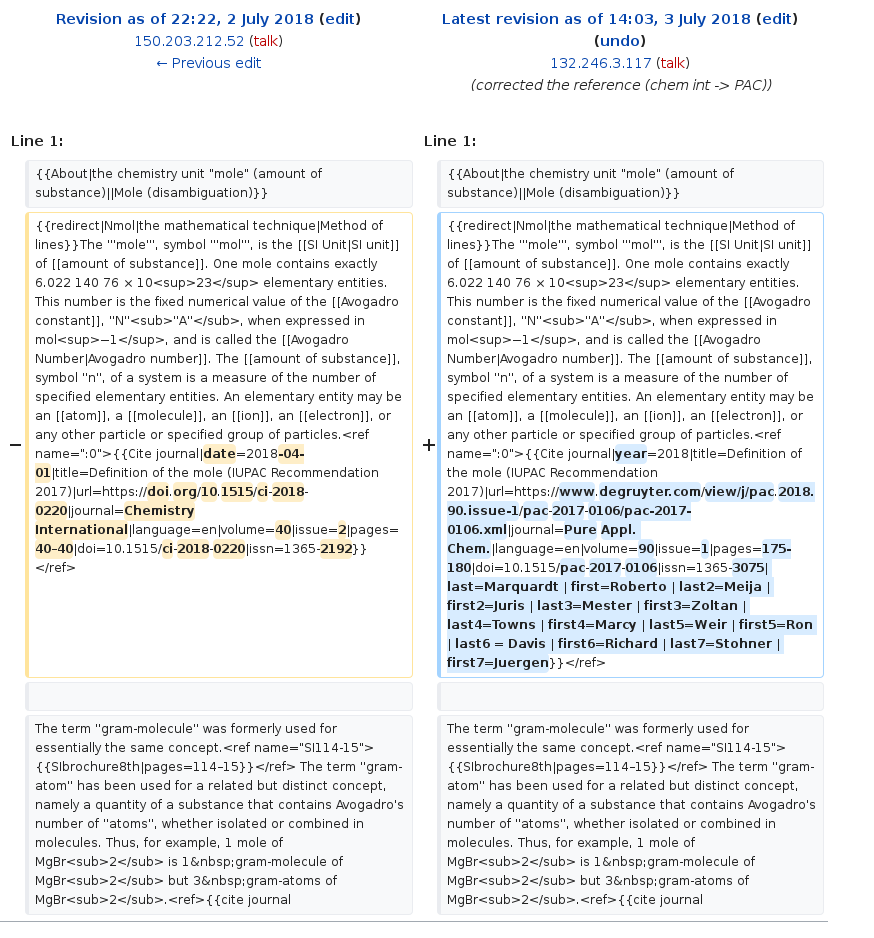 Revision as of 22:22, 2 July 2018 (edit)
150.203.212.52 (talk)
← Previous edit
Latest revision as of 14:03, 3 July 2018 (edit)
(undo)
132.246.3.117 (talk)
(corrected the reference (chem int -> PAC))
Line 1:
Line 1:
{{About|the chemistry unit "mole" (amount of
substance)||Mole (disambiguation)}}
{{About|the chemistry unit "mole" (amount of
substance)||Mole (disambiguation)}}
−
{{redirect|Nmol|the mathematical technique|Method of
lines}}The '''mole''', symbol '''mol''', is the [[SI Unit|SI unit]]
of [[amount of substance]]. One mole contains exactly
6.022 140 76 × 10<sup>23</sup> elementary entities.
This number is the fixed numerical value of the [[Avogadro
constant]], ''N''<sub>''A''</sub>, when expressed in
mol<sup>−1</sup>, and is called the [[Avogadro
Number|Avogadro number]]. The [[amount of substance]],
symbol ''n'', of a system is a measure of the number of
specified elementary entities. An elementary entity may be
an [[atom]], a [[molecule]], an [[ion]], an [[electron]], or
any other particle or specified group of particles.<ref
name=":0">{{Cite journal|date=2018-04-
01|title=Definition of the mole (IUPAC Recommendation
2017)|url=https://doi.org/10.1515/ci-2018-
0220|journal=Chemistry
International|language=en|volume=40|issue=2|pages=
40–40|doi=10.1515/ci-2018-0220|issn=1365-2192}}
</ref>
+
{{redirect|Nmol|the mathematical technique|Method of
lines}}The '''mole''', symbol '''mol''', is the [[SI Unit|SI unit]]
of [[amount of substance]]. One mole contains exactly
6.022 140 76 × 10<sup>23</sup> elementary entities.
This number is the fixed numerical value of the [[Avogadro
constant]], ''N''<sub>''A''</sub>, when expressed in
mol<sup>−1</sup>, and is called the [[Avogadro
Number|Avogadro number]]. The [[amount of substance]],
symbol ''n'', of a system is a measure of the number of
specified elementary entities. An elementary entity may be
an [[atom]], a [[molecule]], an [[ion]], an [[electron]], or
any other particle or specified group of particles.<ref
name=":0">{{Cite journal|year=2018|title=Definition of
the mole (IUPAC Recommendation
2017)|url=https://www.degruyter.com/view/j/pac.2018.
90.issue-1/pac-2017-0106/pac-2017-
0106.xml|journal=Pure Appl.
Chem.|language=en|volume=90|issue=1|pages=175-
180|doi=10.1515/pac-2017-0106|issn=1365-3075|
last=Marquardt | first=Roberto | last2=Meija |
first2=Juris | last3=Mester | first3=Zoltan |
last4=Towns | first4=Marcy | last5=Weir | first5=Ron
| last6 = Davis | first6=Richard | last7=Stohner |
first7=Juergen}}</ref>
The term "gram-molecule" was formerly used for
essentially the same concept.<ref name="SI114-15">
{{SIbrochure8th|pages=114–15}}</ref> The term "gram-
atom" has been used for a related but distinct concept,
namely a quantity of a substance that contains Avogadro's
number of ''atoms'', whether isolated or combined in
molecules. Thus, for example, 1 mole of
MgBr<sub>2</sub> is 1&nbsp;gram-molecule of
MgBr<sub>2</sub> but 3&nbsp;gram-atoms of
MgBr<sub>2</sub>.<ref>{{cite journal
The term "gram-molecule" was formerly used for
essentially the same concept.<ref name="SI114-15">
{{SIbrochure8th|pages=114–15}}</ref> The term "gram-
atom" has been used for a related but distinct concept,
namely a quantity of a substance that contains Avogadro's
number of ''atoms'', whether isolated or combined in
molecules. Thus, for example, 1 mole of
MgBr<sub>2</sub> is 1&nbsp;gram-molecule of
MgBr<sub>2</sub> but 3&nbsp;gram-atoms of
MgBr<sub>2</sub>.<ref>{{cite journal